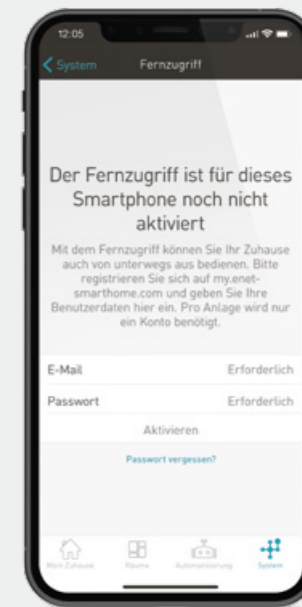 12:05
System Fernzugriff
Der Fernzugriff ist für dieses
Smartphone noch nicht
aktiviert
Mit dem Fernzugriff können Sie Ihr Zuhause
auch von unterwegs aus bedienen. Bitte
registrieren Sie sich auf my.enet-
smarthome.com und geben Sie Ihre
Benutzerdaten hier ein. Pro Anlage wird nur
ein Konto benötigt.
E-Mail Erforderlich
Passwort Erforderlich
Aktivieren
Passwort vergessen?
Mein Zuhause Räume Automatisierung System